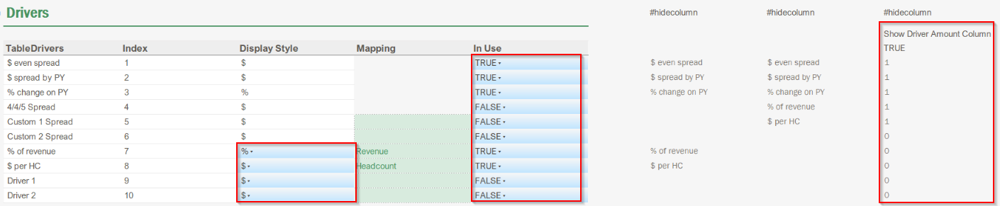 Drivers #hidecolumn #hidecolumn #hidecolumn
Show Driver Amount Column
TableDrivers Index Display Style Mapping In Use TRUE
$ even spread 1 $ TRUE $ even spread $ even spread 1
$ spread by PY 2 $ TRUE $ spread by PY $ spread by PY 1
% change on PY 3 % TRUE % change on PY % change on PY 1
4/4/5 Spread 4 $ FALSE % of revenue 1
Custom 1 Spread 5 $ FALSE $ per HC 1
Custom 2 Spread 6 $ FALSE 0
% of revenue 7 % Revenue TRUE % of revenue 0
$ per HC 8 $ Headcount TRUE $ per HC 0
Driver 1 9 $ FALSE 0
Driver 2 10 $ FALSE 0